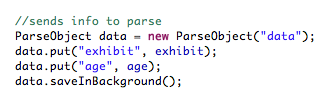 //sends info to parse
ParseObject data = new ParseObject("data");
data.put("exhibit", exhibit);
data.put("age", age);
data.saveInBackground();